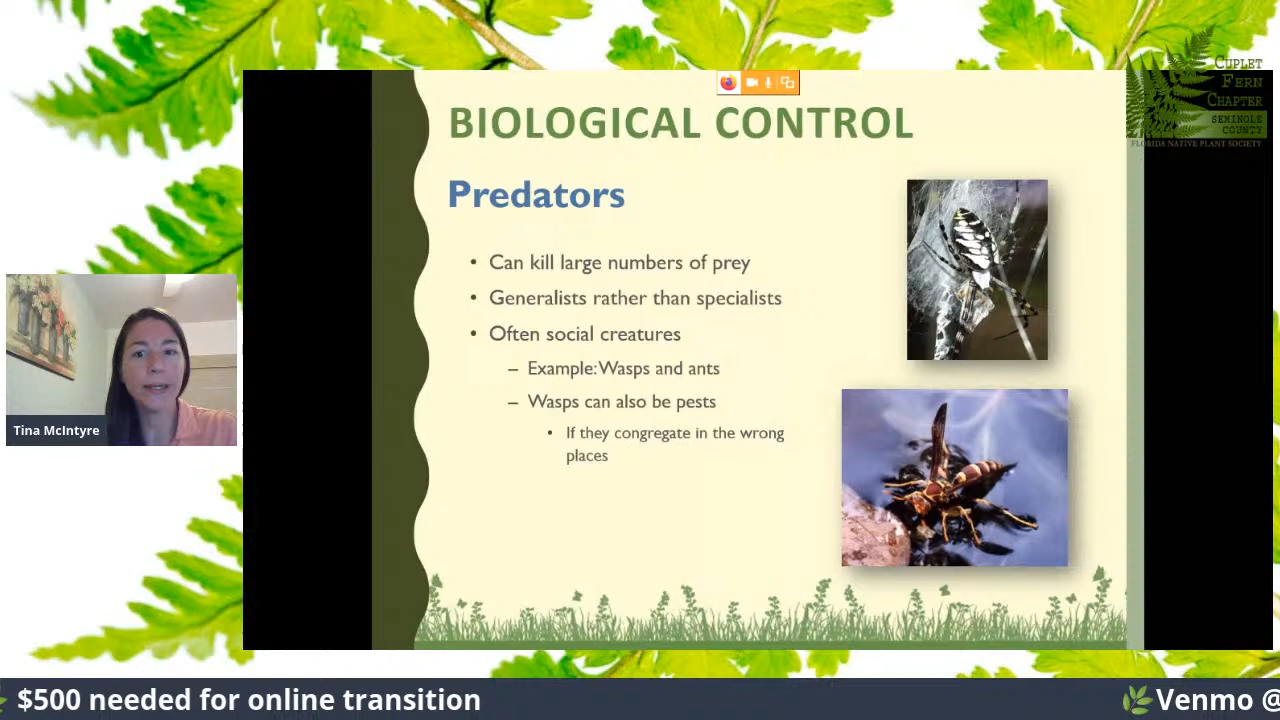 CUPLET
FERN
CHAPTER
SEMINOLE
COUNTY
FLORIDA NATIVE PLANT SOCIETY
BIOLOGICAL CONTROL
Predators
• Can kill large numbers of prey
• Generalists rather than specialists
• Often social creatures
– Example: Wasps and ants
– Wasps can also be pests
• If they congregate in the wrong
places
Tina McIntyre
$500 needed for online transition
Venmo @